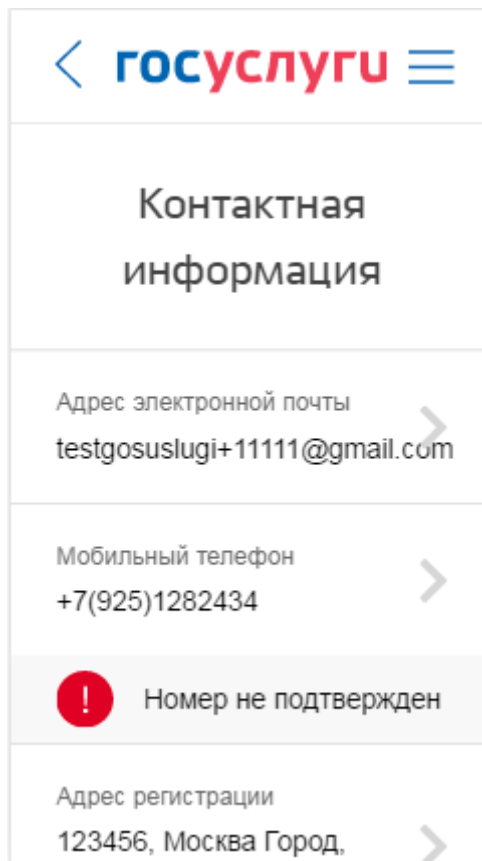 госуслуги
Контактная
информация
Адрес электронной почты
testgosuslugi+11111@gmail.com
Мобильный телефон
+7(925)1282434
! Номер не подтвержден
Адрес регистрации
123456, Москва Город,